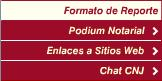 Formato de Reporte
Podium Notarial
Enlaces a Sitios Web
Chat CNJ